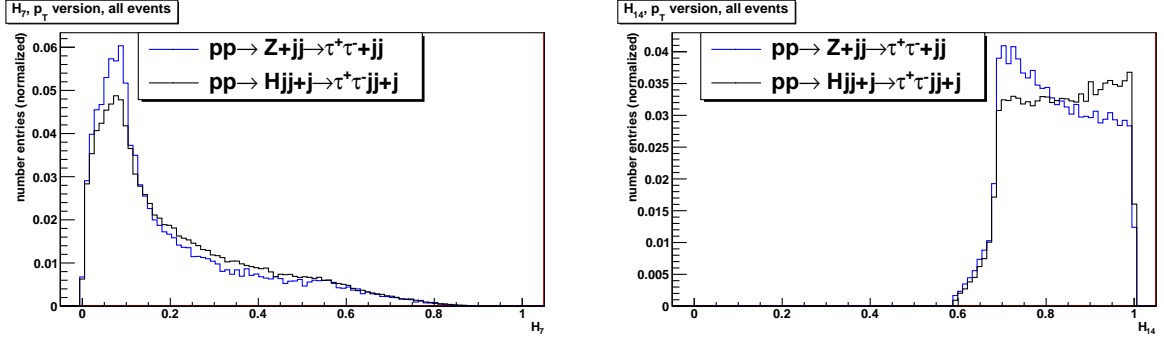 H7, pT version, all events
pp→ Z+jj→τ+τ-+jj
pp→ Hjj+j→τ+τ-jj+j
number entries (normalized)
0.06
0.05
0.04
0.03
0.02
0.01
0
0 0.2 0.4 0.6 0.8 1
H7
H14, pT version, all events
pp→ Z+jj→τ+τ-+jj
pp→ Hjj+j→τ+τ-jj+j
number entries (normalized)
0.04
0.035
0.03
0.025
0.02
0.015
0.01
0.005
0
0 0.2 0.4 0.6 0.8 1
H14